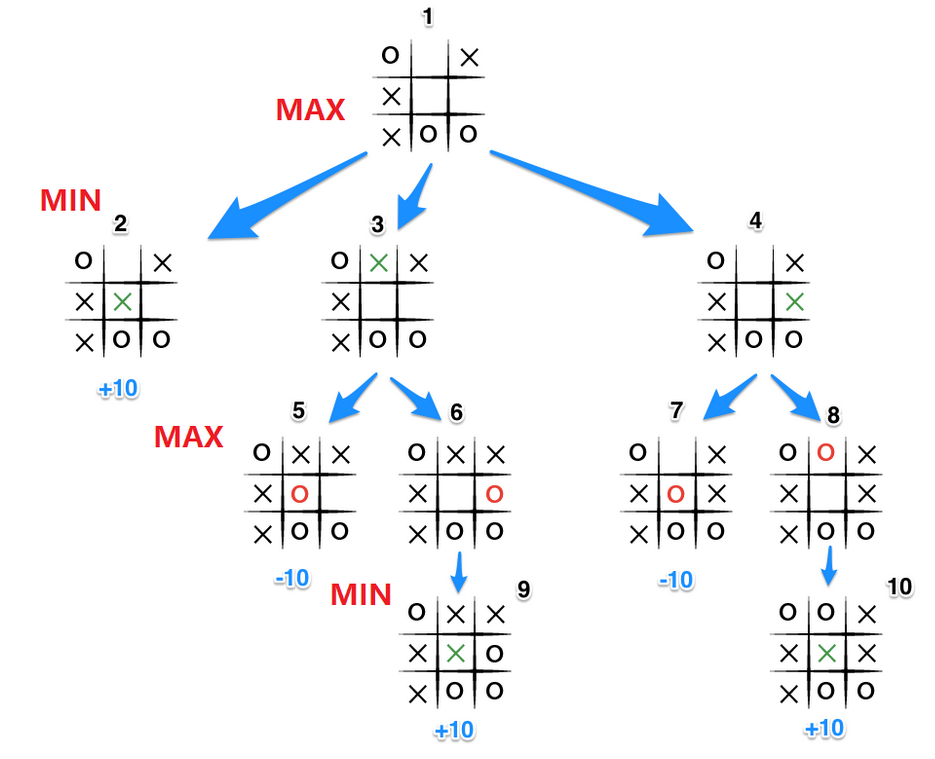 1
O X
X
MAX
X O O
MIN
2
3
4
O X
O X X
O X
X X
X
X X
X O O
X O O
X O O
+10
MAX
5
6
7
8
O X X
O X X
O X
O O X
X O
X O
X O X
X X
X O O
X O O
X O O
X O O
-10
-10
MIN
9
10
O X X
O O X
X X O
X X X
X O O
X O O
+10
+10